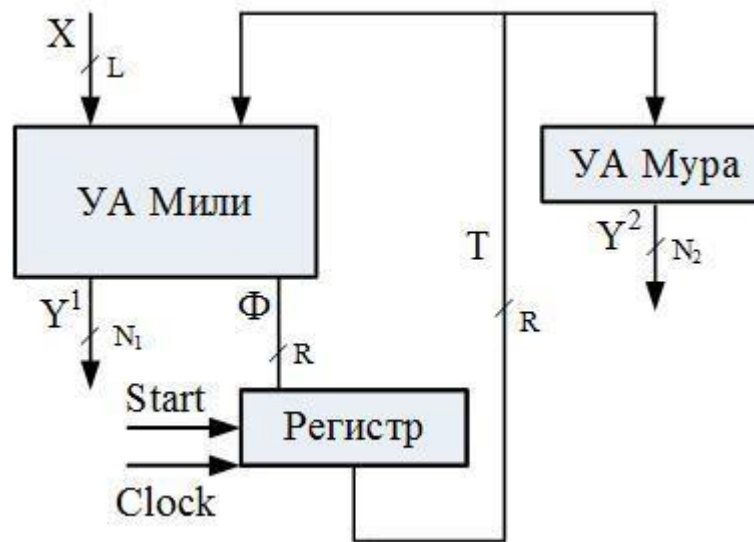 X
L
УА Мили
УА Мура
T
R
Y²
N₂
Y¹
N₁
Ф
R
Start
Регистр
Clock